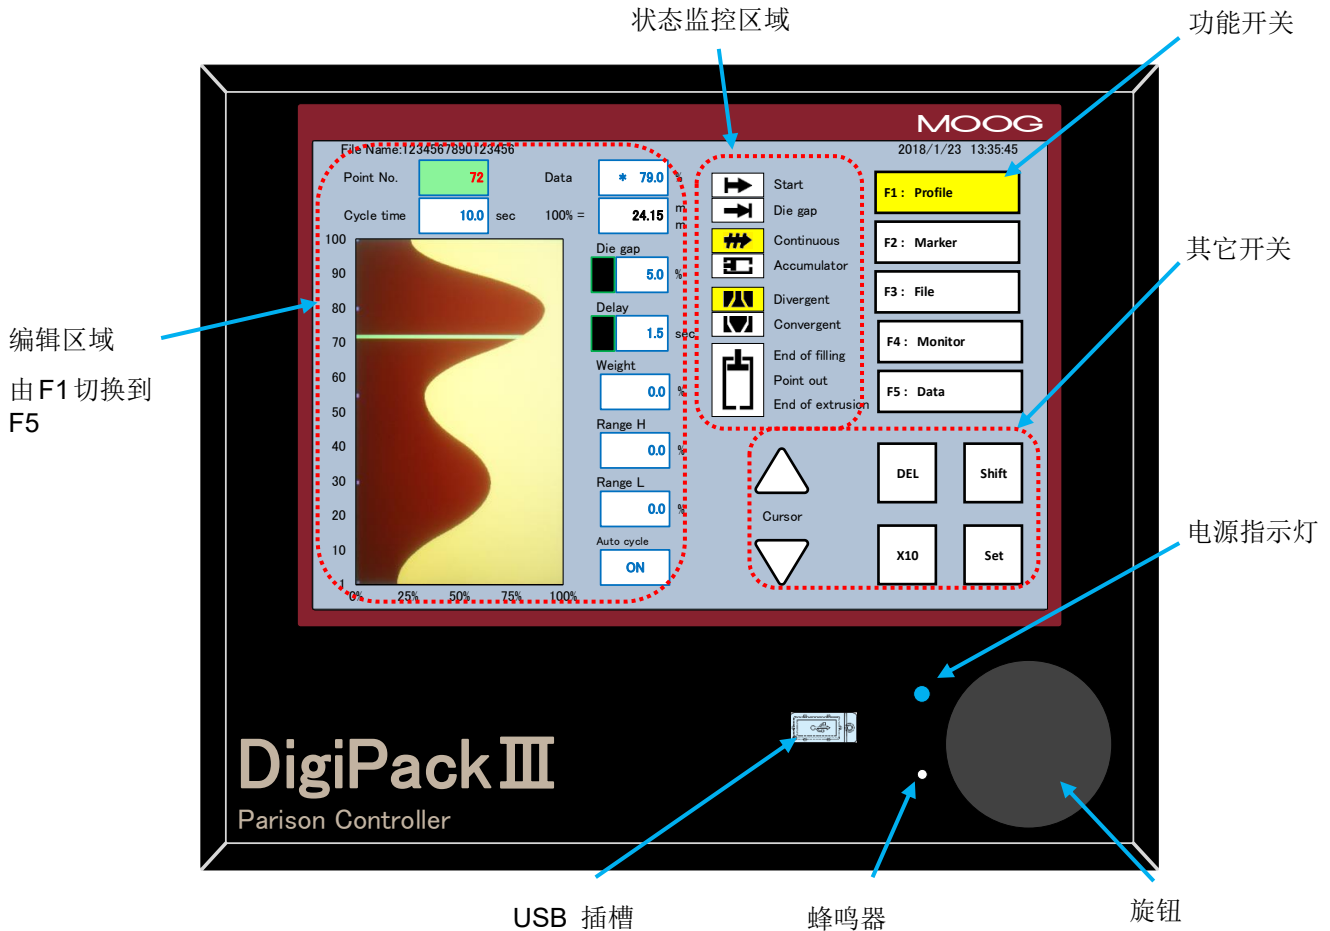 状态监控区域
功能开关
MOOG
File Name:1234567890123456
2018/1/23 13:35:45
Point No.
72
Data
* 79.0
%
Cycle time
10.0
sec
100% =
24.15
m
m
100
90
80
70
60
50
40
30
20
10
1
0%
25%
50%
75%
100%
Die gap
5.0
%
Delay
1.5
sec
Weight
0.0
%
Range H
0.0
%
Range L
0.0
%
Auto cycle
ON
Start
Die gap
Continuous
Accumulator
Divergent
Convergent
End of filling
Point out
End of extrusion
F1 : Profile
F2 : Marker
F3 : File
F4 : Monitor
F5 : Data
Cursor
DEL
Shift
X10
Set
其它开关
编辑区域
由F1切换到
F5
电源指示灯
DigiPackⅢ
Parison Controller
USB 插槽
蜂鸣器
旋钮